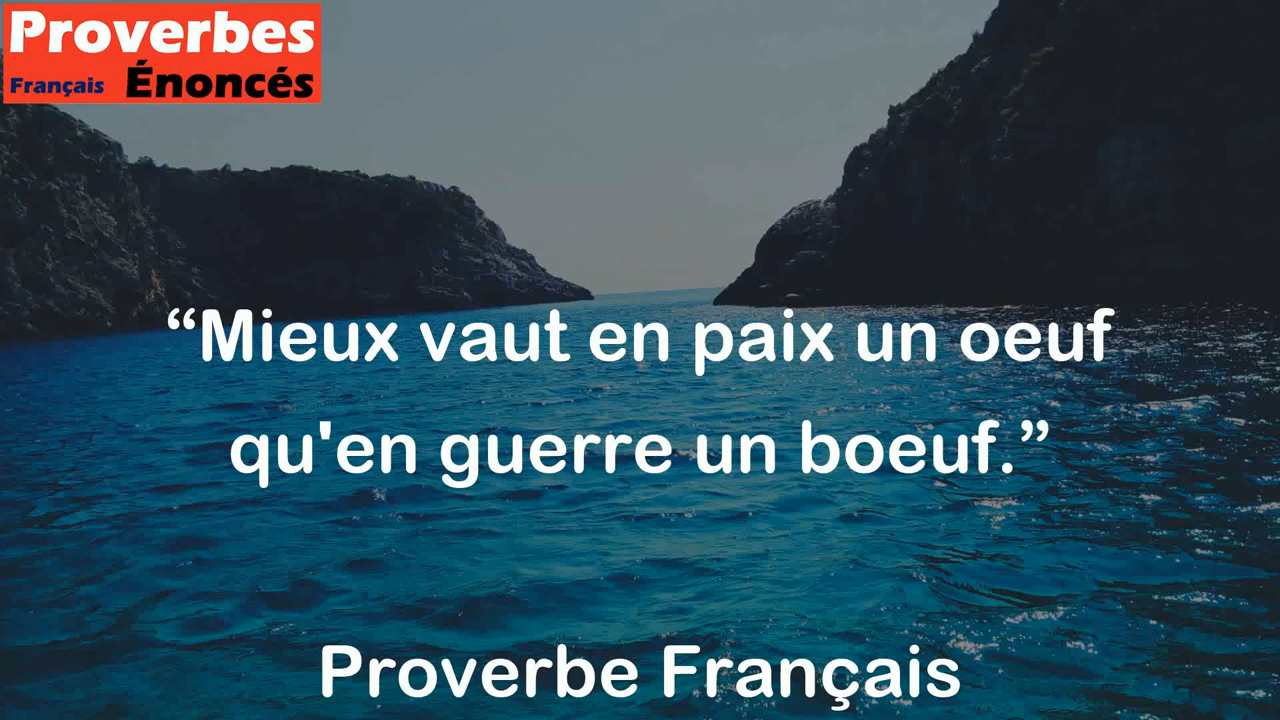 Proverbes
Français Énoncés
“Mieux vaut en paix un oeuf
qu'en guerre un boeuf.”
Proverbe Français